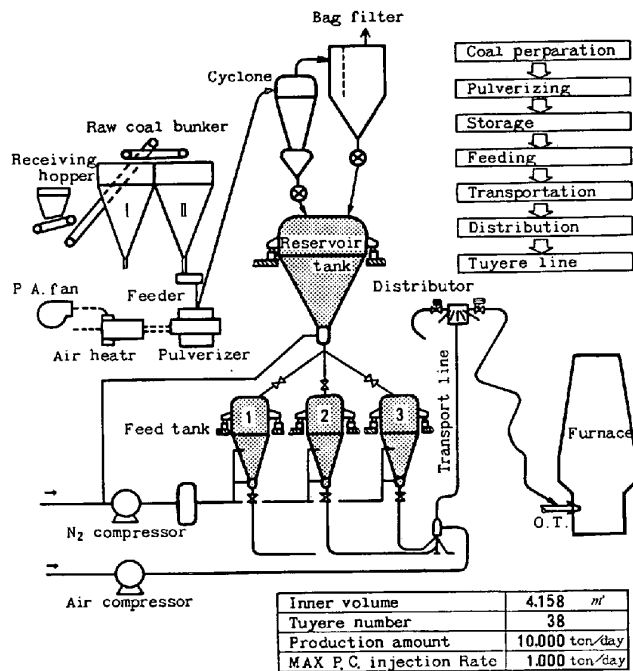 Bag filter
Cyclone
Raw coal bunker
Receiving
hopper
I
II
Reservoir
tank
Feeder
P A. fan
Air heatr
Pulverizer
Distributor
Transport line
Feed tank
1
2
3
Furnace
O.T.
N₂ compressor
Air compressor
Coal perparation
Pulverizing
Storage
Feeding
Transportation
Distribution
Tuyere line
Inner volume 4.158 m³
Tuyere number 38
Production amount 10.000 ton/day
MAX P.C. injection Rate 1.000 ton/day